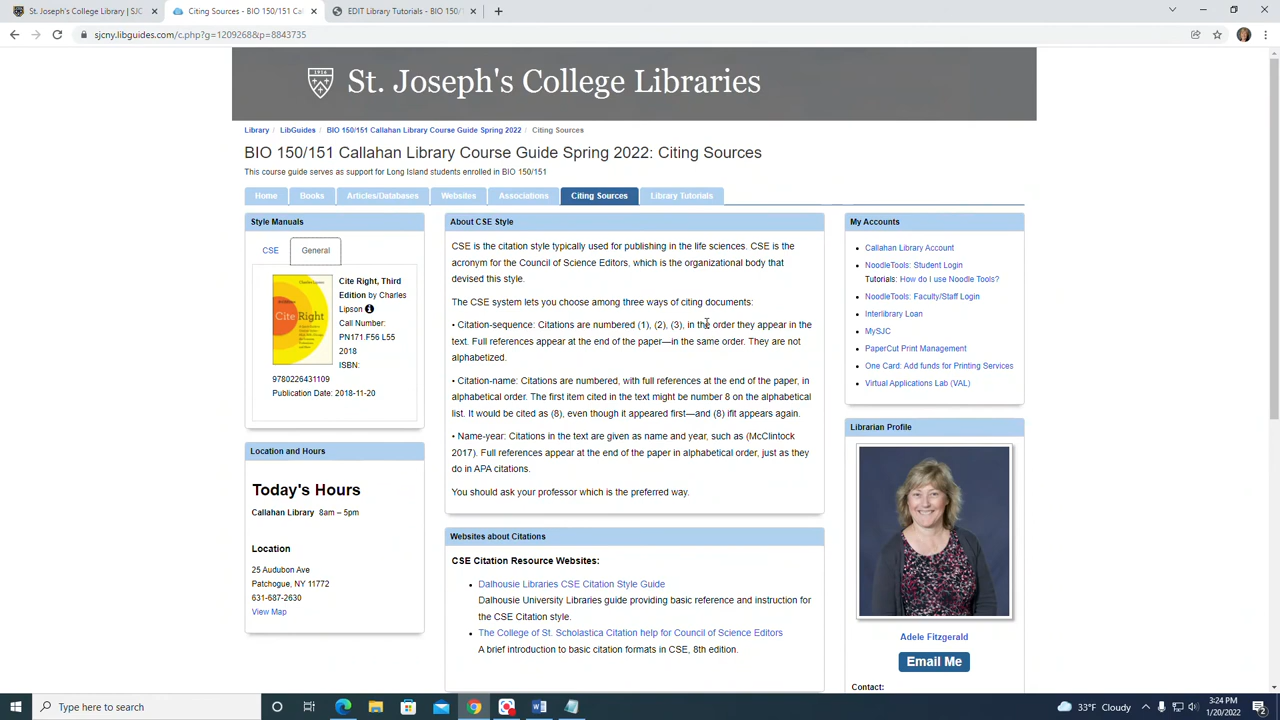 St. Joseph's College Library | SJC
Citing Sources - BIO 150/151 Ca
EDIT Library Tutorials - BIO 150/
sjcny.libguides.com/c.php?g=1209268&p=8843735
1916
St. Joseph's College Libraries
Library / LibGuides / BIO 150/151 Callahan Library Course Guide Spring 2022 / Citing Sources
BIO 150/151 Callahan Library Course Guide Spring 2022: Citing Sources
This course guide serves as support for Long Island students enrolled in BIO 150/151
Home Books Articles/Databases Websites Associations Citing Sources Library Tutorials
Style Manuals
CSE General
Cite Right
Cite Right, Third
Edition by Charles
Lipson
Call Number:
PN171.F56 L55
2018
ISBN:
9780226431109
Publication Date: 2018-11-20
Location and Hours
Today's Hours
Callahan Library 8am – 5pm
Location
25 Audubon Ave
Patchogue, NY 11772
631-687-2630
View Map
About CSE Style
CSE is the citation style typically used for publishing in the life sciences. CSE is the
acronym for the Council of Science Editors, which is the organizational body that
devised this style.
The CSE system lets you choose among three ways of citing documents:
• Citation-sequence: Citations are numbered (1), (2), (3), in the order they appear in the
text. Full references appear at the end of the paper—in the same order. They are not
alphabetized.
• Citation-name: Citations are numbered, with full references at the end of the paper, in
alphabetical order. The first item cited in the text might be number 8 on the alphabetical
list. It would be cited as (8), even though it appeared first—and (8) ifit appears again.
• Name-year: Citations in the text are given as name and year, such as (McClintock
2017). Full references appear at the end of the paper in alphabetical order, just as they
do in APA citations.
You should ask your professor which is the preferred way.
Websites about Citations
CSE Citation Resource Websites:
• Dalhousie Libraries CSE Citation Style Guide
Dalhousie University Libraries guide providing basic reference and instruction for
the CSE Citation style.
• The College of St. Scholastica Citation help for Council of Science Editors
A brief introduction to basic citation formats in CSE, 8th edition.
My Accounts
• Callahan Library Account
• NoodleTools: Student Login
Tutorials: How do I use Noodle Tools?
• NoodleTools: Faculty/Staff Login
• Interlibrary Loan
• MySJC
• PaperCut Print Management
• One Card: Add funds for Printing Services
• Virtual Applications Lab (VAL)
Librarian Profile
Adele Fitzgerald
Email Me
Contact:
Type here to search
33°F Cloudy
3:24 PM
1/20/2022
2